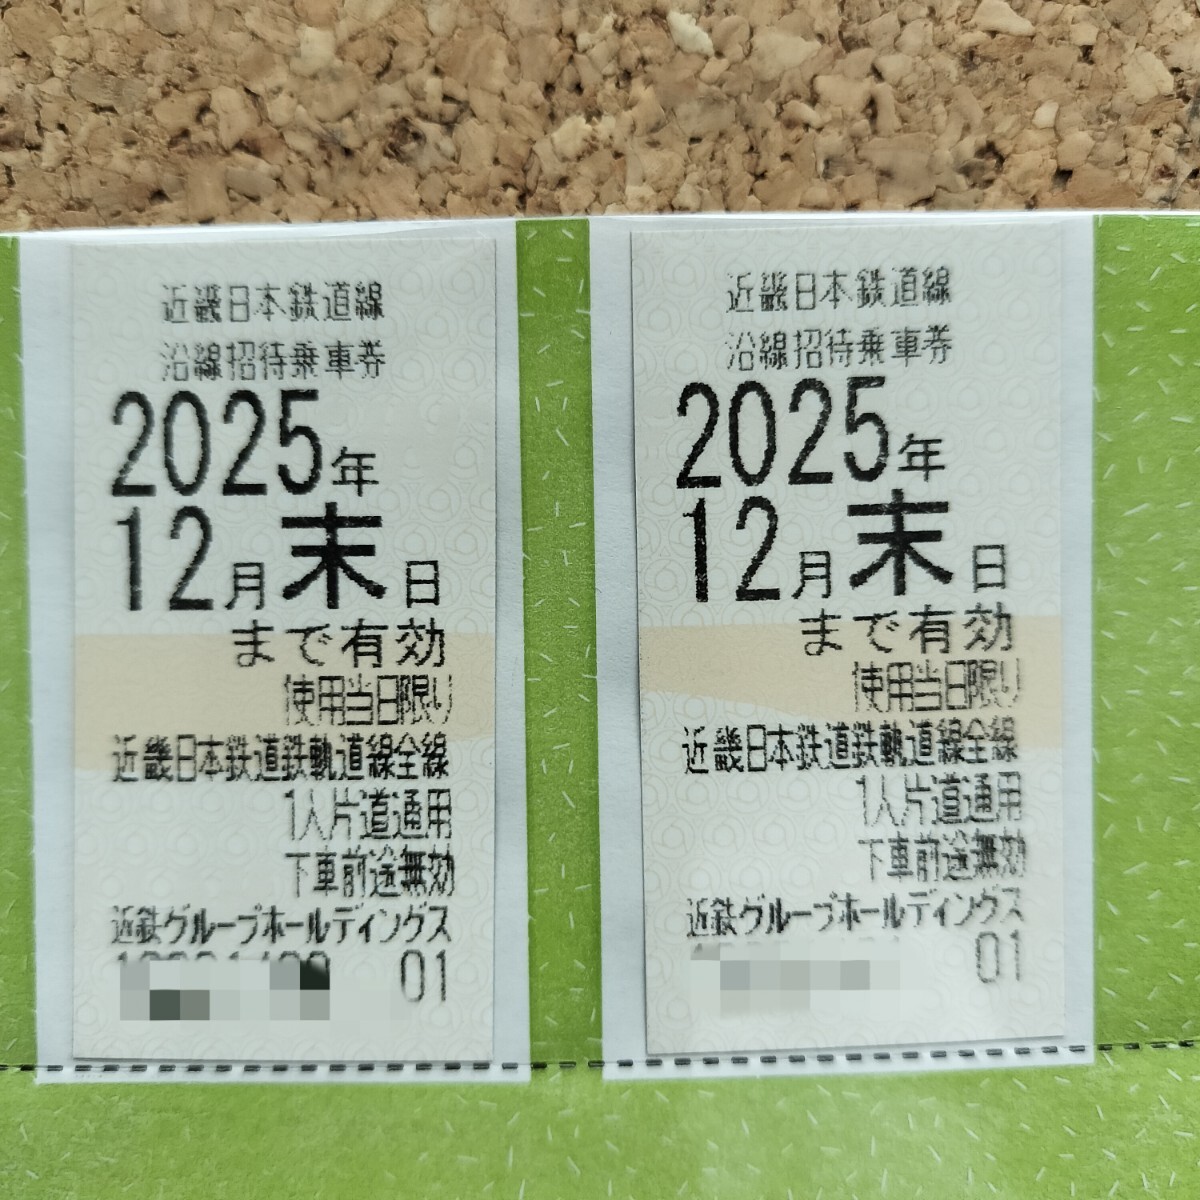 近畿日本鉄道線
沿線招待乗車券
2025年
12月末日
まで有効
使用当日限り
近畿日本鉄道鉄軌道線全線
1人片道通用
下車前途無効
近鉄グループホールディングス
01
近畿日本鉄道線
沿線招待乗車券
2025年
12月末日
まで有効
使用当日限り
近畿日本鉄道鉄軌道線全線
1人片道通用
下車前途無効
近鉄グループホールディングス
01